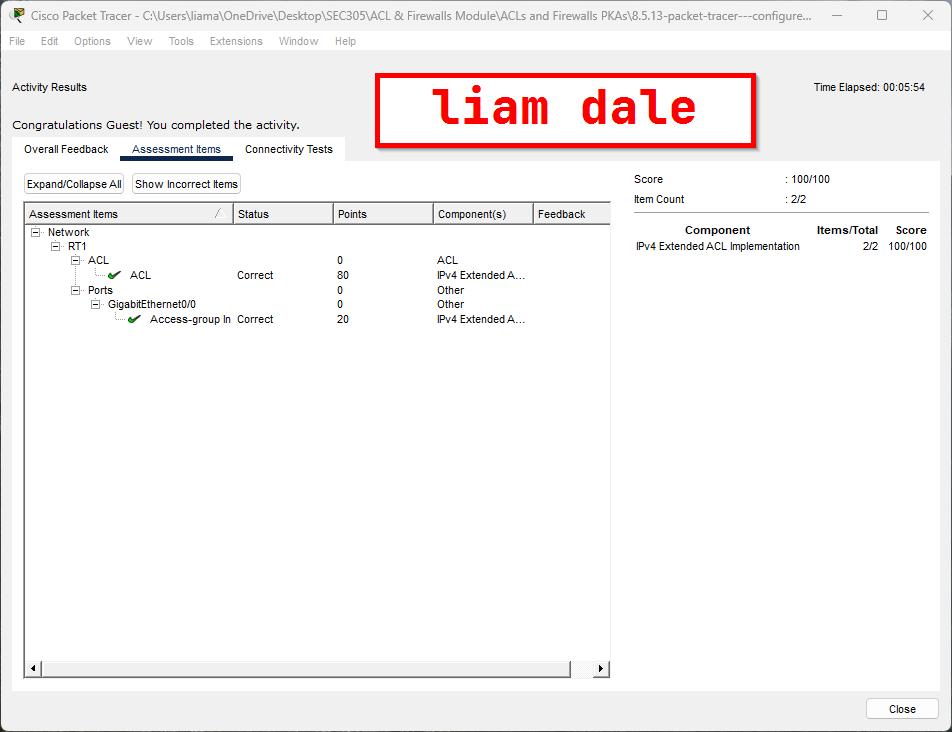 Cisco Packet Tracer - C:\Users\liama\OneDrive\Desktop\SEC305\ACL & Firewalls Module\ACLs and Firewalls PKAs\8.5.13-packet-tracer---configure...
File Edit Options View Tools Extensions Window Help
Activity Results
liam dale
Time Elapsed: 00:05:54
Congratulations Guest! You completed the activity.
Overall Feedback Assessment Items Connectivity Tests
Expand/Collapse All Show Incorrect Items
Assessment Items Status Points Component(s) Feedback
Network
RT1
ACL 0 ACL
ACL Correct 80 IPv4 Extended A...
Ports 0 Other
GigabitEthernet0/0 0 Other
Access-group In Correct 20 IPv4 Extended A...
Score : 100/100
Item Count : 2/2
Component Items/Total Score
IPv4 Extended ACL Implementation 2/2 100/100
Close